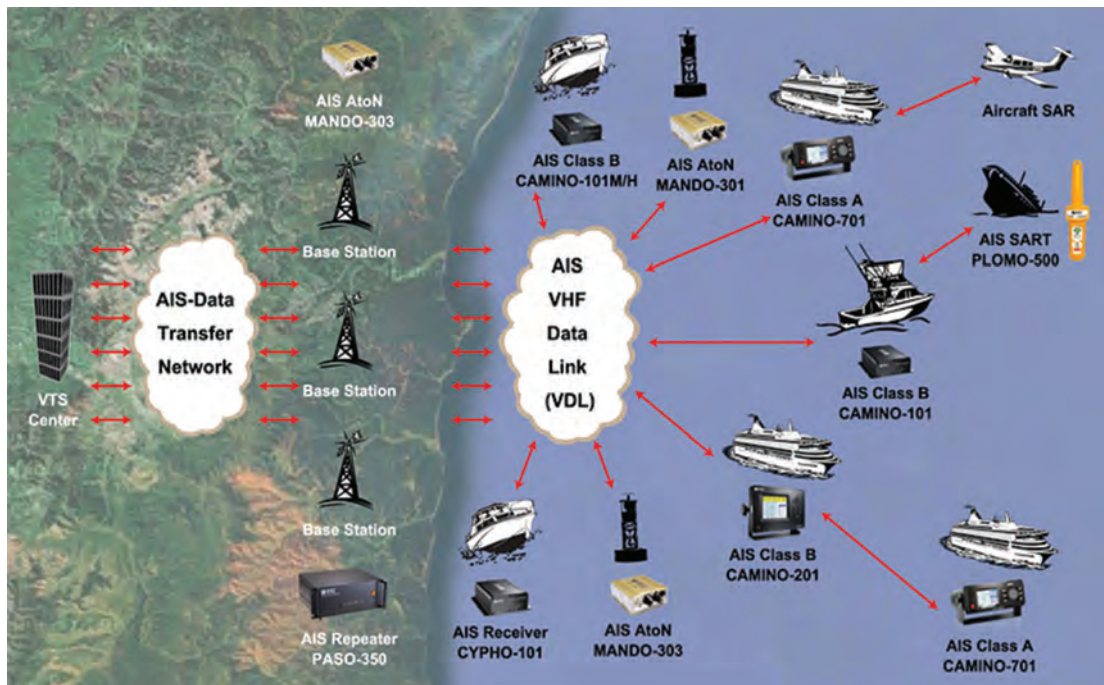 AIS AtoN
MANDO-303
AIS Class B
CAMINO-101M/H
AIS AtoN
MANDO-301
AIS Class A
CAMINO-701
Aircraft SAR
AIS SART
PLOMO-500
Base Station
VTS
Center
AIS-Data
Transfer
Network
Base Station
Base Station
AIS
VHF
Data
Link
(VDL)
AIS Class B
CAMINO-101
AIS Class B
CAMINO-201
AIS Class A
CAMINO-701
AIS Repeater
PASO-350
AIS Receiver
CYPHO-101
AIS AtoN
MANDO-303